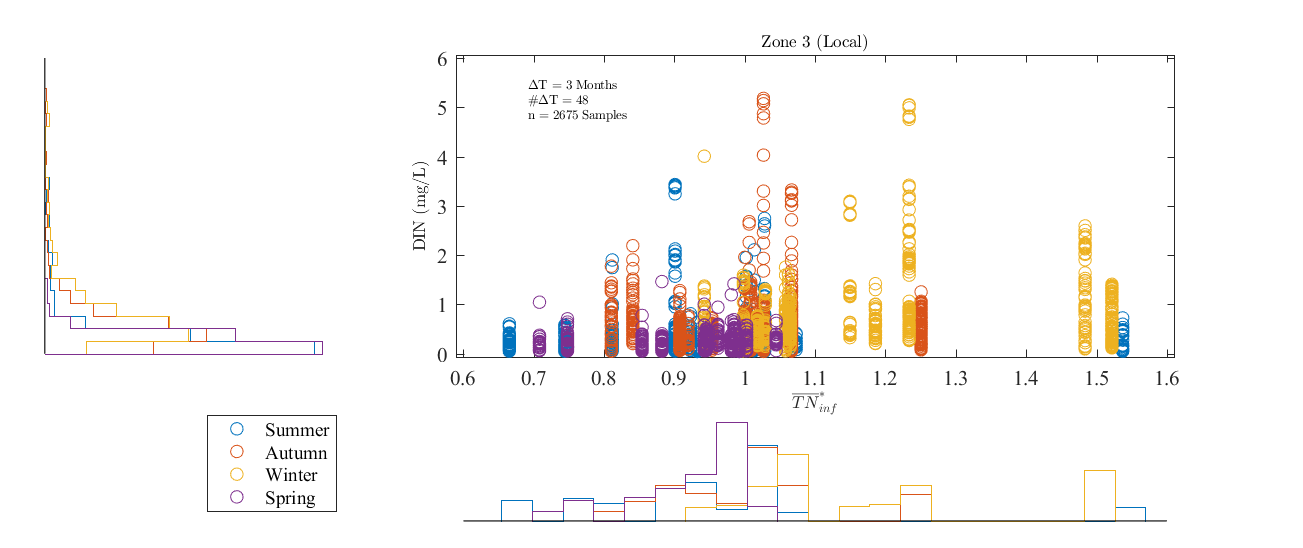 Zone 3 (Local)
ΔT = 3 Months
#ΔT = 48
n = 2675 Samples
6
5
4
3
2
1
0
DIN (mg/L)
0.6 0.7 0.8 0.9 1 1.1 1.2 1.3 1.4 1.5 1.6
TN*inf
Summer
Autumn
Winter
Spring